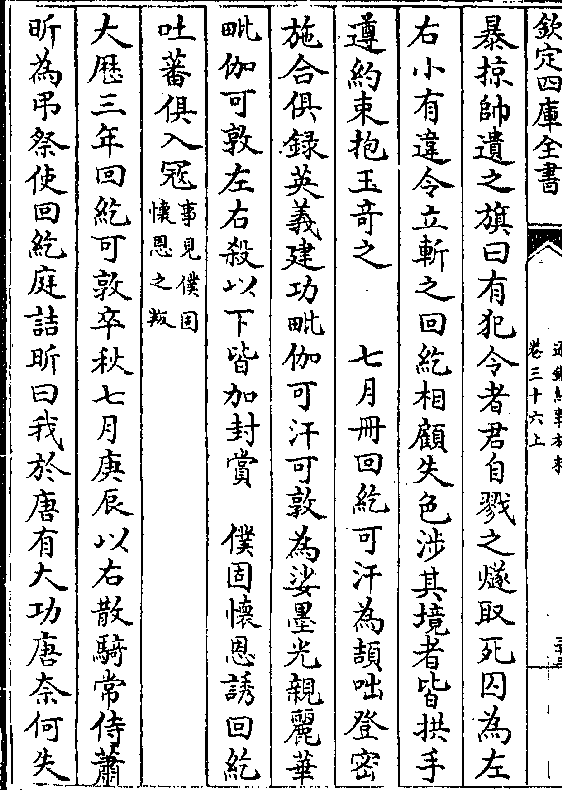 欽定四庫全書
通鑑紀事本末
卷三十六上
暴掠帥遺之旗曰有犯令者君自戮之燧取死囚為左
右小有違令立斬之回紇相顧失色涉其境者皆拱手
遵約束抱玉奇之　七月冊回紇可汗為頡咄登密
施合俱録英義建功毗伽可汗可敦為娑墨光親麗華
毗伽可敦左右殺以下皆加封賞　僕固懷恩誘回紇
吐蕃俱入冦事見僕固懷恩之叛
大厯三年回紇可敦卒秋七月庚辰以右散騎常侍蕭
昕為弔祭使回紇庭詰昕曰我於唐有大功唐奈何失